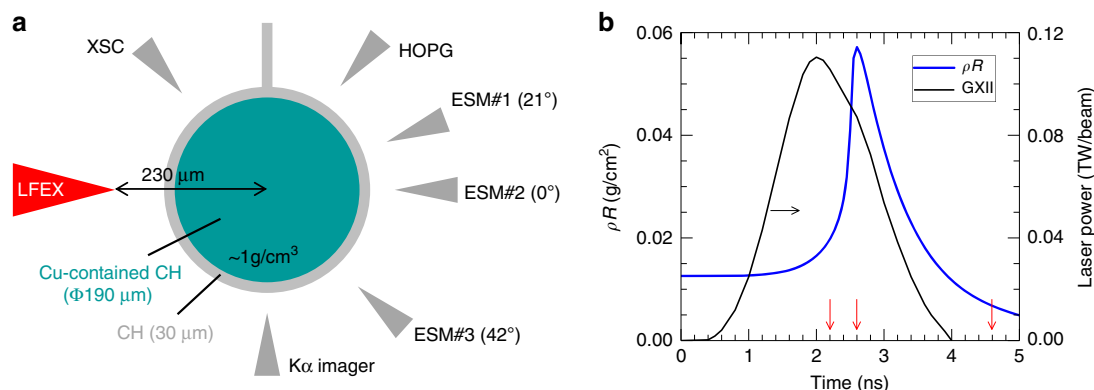 a
XSC
HOPG
ESM#1 (21°)
230 μm
LFEX
ESM#2 (0°)
~1g/cm³
Cu-contained CH
(Φ190 μm)
CH (30 μm)
ESM#3 (42°)
Kα imager
b
0.06
0.04
0.02
0.00
ρR (g/cm²)
ρR
GXII
0.12
0.08
0.04
0.00
Laser power (TW/beam)
0
1
2
3
4
5
Time (ns)